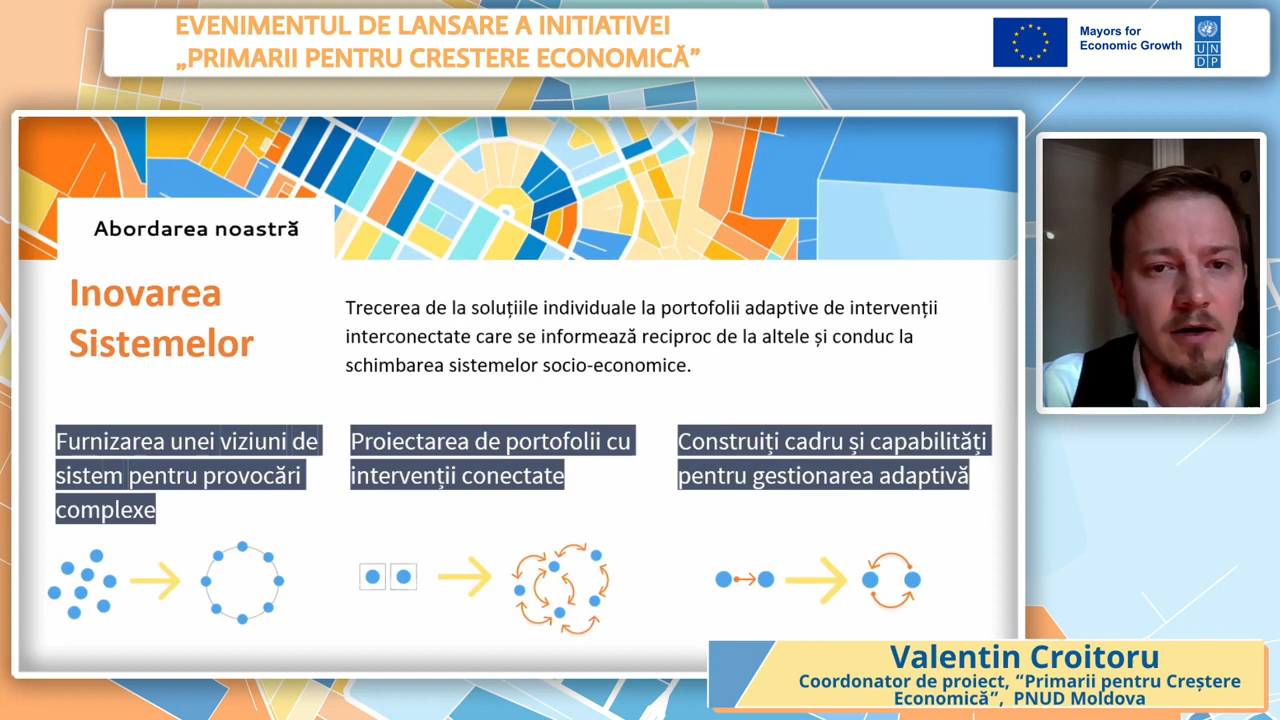 EVENIMENTUL DE LANSARE A INITIATIVEI
„PRIMARII PENTRU CRESTERE ECONOMICĂ”
Mayors for
Economic Growth
U N
D P
Abordarea noastră
Inovarea
Sistemelor
Trecerea de la soluțiile individuale la portofolii adaptive de intervenții
interconectate care se informează reciproc de la altele și conduc la
schimbarea sistemelor socio-economice.
Furnizarea unei viziuni de
sistem pentru provocări
complexe
Proiectarea de portofolii cu
intervenții conectate
Construiți cadru și capabilități
pentru gestionarea adaptivă
Valentin Croitoru
Coordonator de proiect, “Primarii pentru Creștere
Economică”, PNUD Moldova